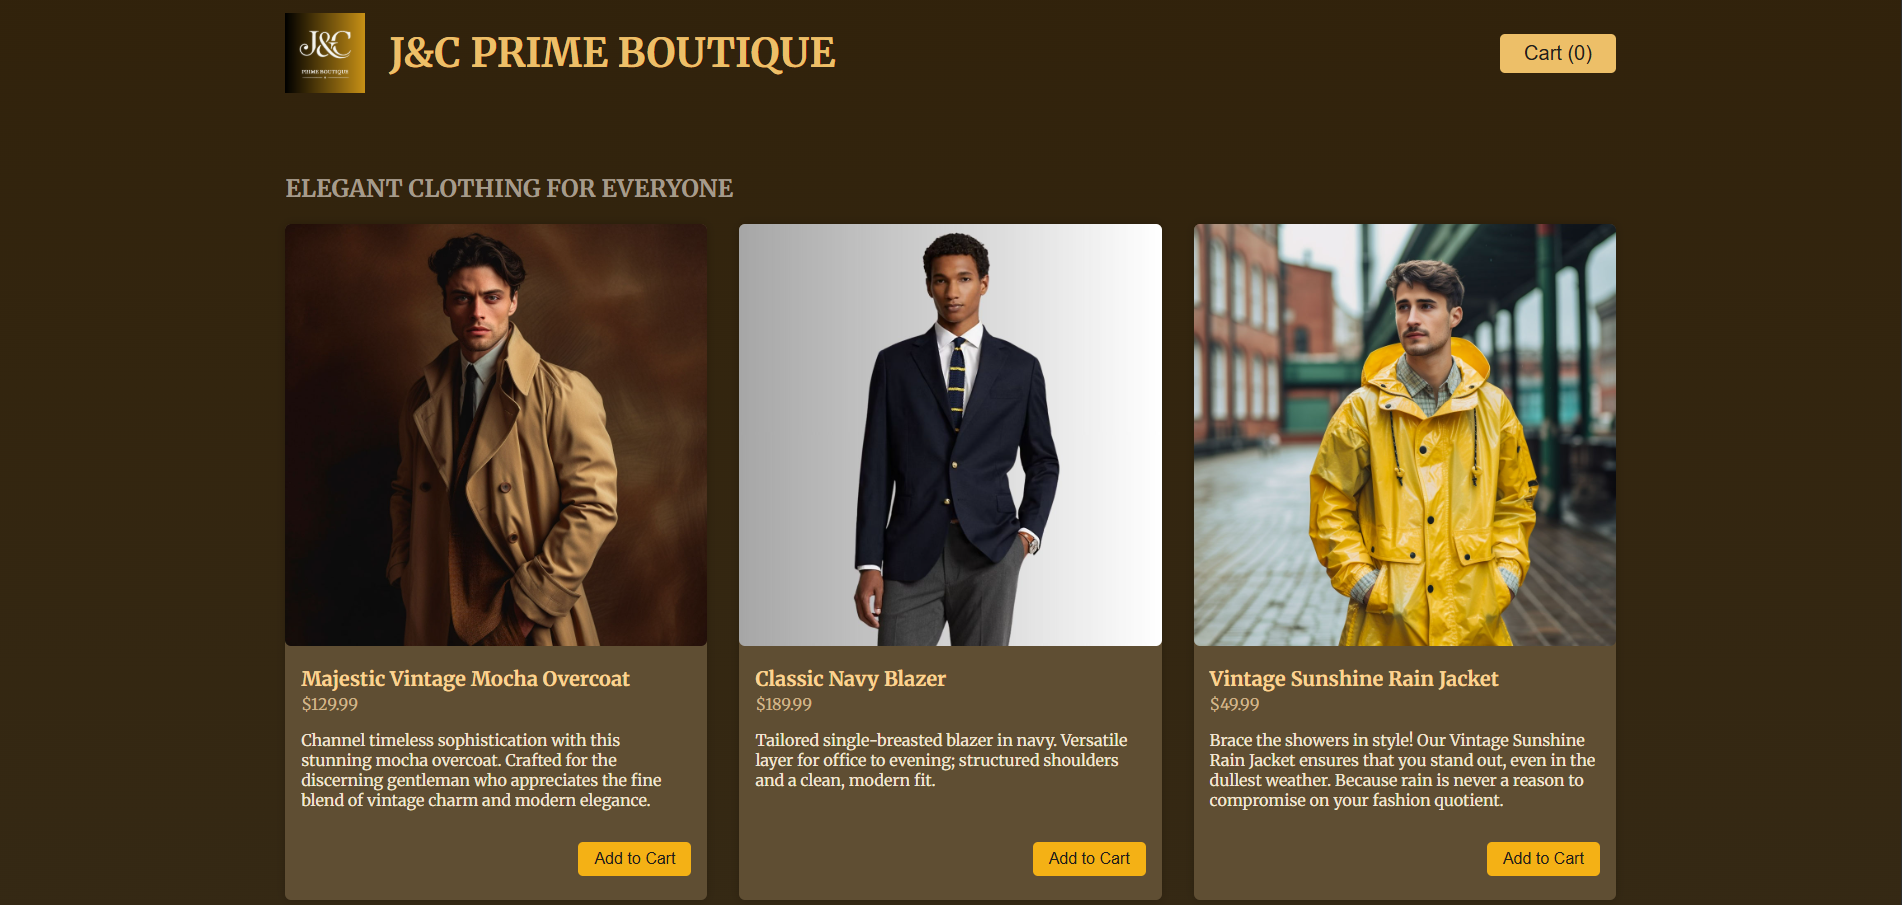 J&C
PRIME BOUTIQUE
J&C PRIME BOUTIQUE
Cart (0)
ELEGANT CLOTHING FOR EVERYONE
Majestic Vintage Mocha Overcoat
$129.99
Channel timeless sophistication with this
stunning mocha overcoat. Crafted for the
discerning gentleman who appreciates the fine
blend of vintage charm and modern elegance.
Add to Cart
Classic Navy Blazer
$189.99
Tailored single-breasted blazer in navy. Versatile
layer for office to evening; structured shoulders
and a clean, modern fit.
Add to Cart
Vintage Sunshine Rain Jacket
$49.99
Brace the showers in style! Our Vintage Sunshine
Rain Jacket ensures that you stand out, even in the
dullest weather. Because rain is never a reason to
compromise on your fashion quotient.
Add to Cart